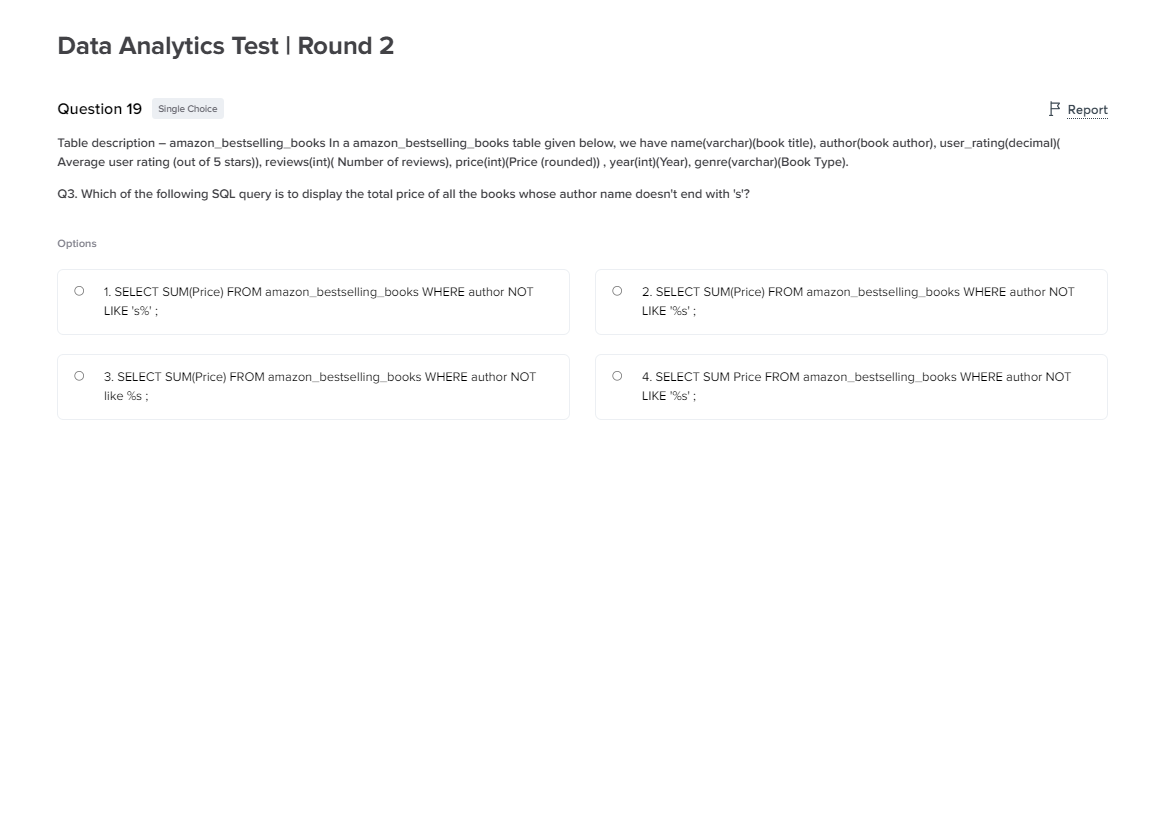 Data Analytics Test | Round 2
Question 19 Single Choice Report
Table description – amazon_bestselling_books In a amazon_bestselling_books table given below, we have name(varchar)(book title), author(book author), user_rating(decimal)(
Average user rating (out of 5 stars)), reviews(int)( Number of reviews), price(int)(Price (rounded)) , year(int)(Year), genre(varchar)(Book Type).
Q3. Which of the following SQL query is to display the total price of all the books whose author name doesn't end with 's'?
Options
1. SELECT SUM(Price) FROM amazon_bestselling_books WHERE author NOT
LIKE 's%' ;
2. SELECT SUM(Price) FROM amazon_bestselling_books WHERE author NOT
LIKE '%s' ;
3. SELECT SUM(Price) FROM amazon_bestselling_books WHERE author NOT
like %s ;
4. SELECT SUM Price FROM amazon_bestselling_books WHERE author NOT
LIKE '%s' ;